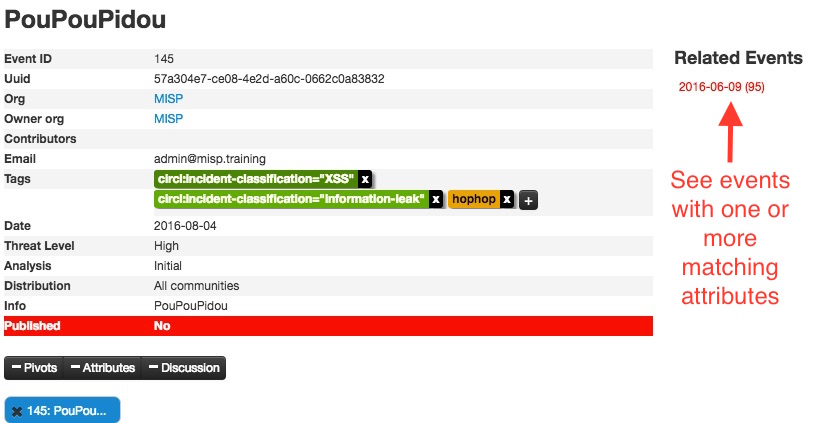 PouPouPidou
Event ID 145
Uuid 57a304e7-ce08-4e2d-a60c-0662c0a83832
Org MISP
Owner org MISP
Contributors
Email admin@misp.training
Tags circl:incident-classification="XSS" x
circl:incident-classification="information-leak" x hophop x +
Date 2016-08-04
Threat Level High
Analysis Initial
Distribution All communities
Info PouPouPidou
Published No
Pivots Attributes Discussion
145: PouPou...
Related Events
2016-06-09 (95)
See events
with one or
more
matching
attributes